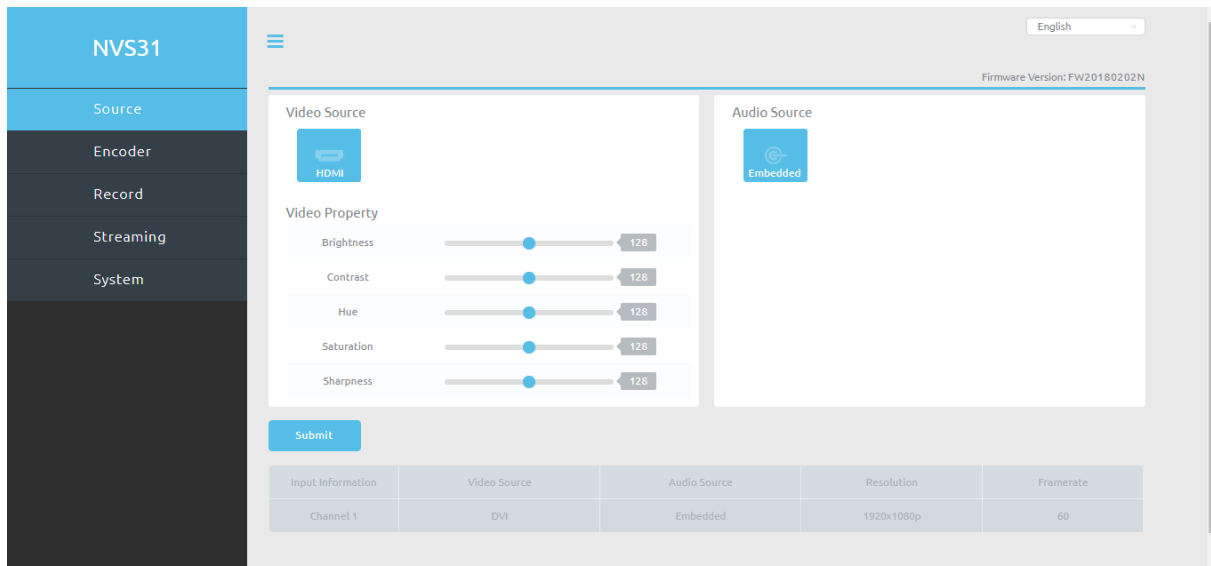 NVS31
English
Firmware Version: FW20180202N
Source
Encoder
Record
Streaming
System
Video Source
HDMI
Video Property
Brightness 128
Contrast 128
Hue 128
Saturation 128
Sharpness 128
Audio Source
Embedded
Submit
Input Information Video Source Audio Source Resolution Framerate
Channel 1 DVI Embedded 1920x1080p 60